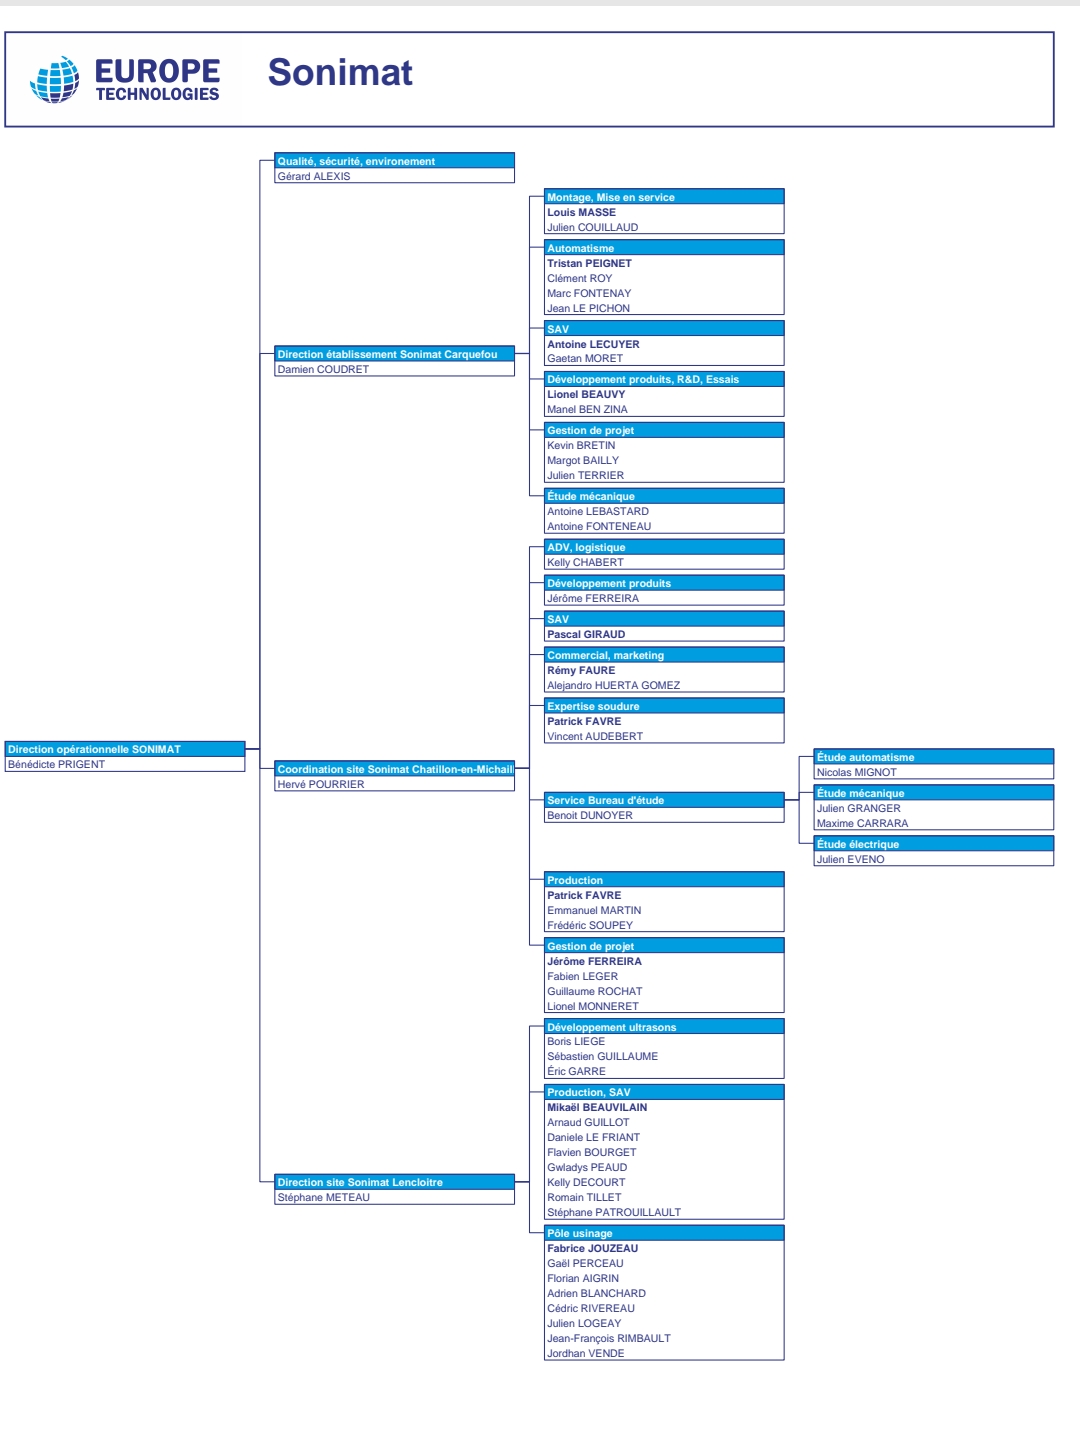 EUROPE
TECHNOLOGIES
Sonimat
Direction opérationnelle SONIMAT
Bénédicte PRIGENT
Qualité, sécurité, environement
Gérard ALEXIS
Direction établissement Sonimat Carquefou
Damien COUDRET
Montage, Mise en service
Louis MASSE
Julien COUILLAUD
Automatisme
Tristan PEIGNET
Clément ROY
Marc FONTENAY
Jean LE PICHON
SAV
Antoine LECUYER
Gaetan MORET
Développement produits, R&D, Essais
Lionel BEAUVY
Manel BEN ZINA
Gestion de projet
Kevin BRETIN
Margot BAILLY
Julien TERRIER
Étude mécanique
Antoine LEBASTARD
Antoine FONTENEAU
Coordination site Sonimat Chatillon-en-Michail
Hervé POURRIER
ADV, logistique
Kelly CHABERT
Développement produits
Jérôme FERREIRA
SAV
Pascal GIRAUD
Commercial, marketing
Rémy FAURE
Alejandro HUERTA GOMEZ
Expertise soudure
Patrick FAVRE
Vincent AUDEBERT
Service Bureau d'étude
Benoit DUNOYER
Étude automatisme
Nicolas MIGNOT
Étude mécanique
Julien GRANGER
Maxime CARRARA
Étude électrique
Julien EVENO
Production
Patrick FAVRE
Emmanuel MARTIN
Frédéric SOUPEY
Gestion de projet
Jérôme FERREIRA
Fabien LEGER
Guillaume ROCHAT
Lionel MONNERET
Direction site Sonimat Lencloitre
Stéphane METEAU
Développement ultrasons
Boris LIEGE
Sébastien GUILLAUME
Éric GARRE
Production, SAV
Mikaël BEAUVILAIN
Arnaud GUILLOT
Daniele LE FRIANT
Flavien BOURGET
Gwladys PEAUD
Kelly DECOURT
Romain TILLET
Stéphane PATROUILLAULT
Pôle usinage
Fabrice JOUZEAU
Gaël PERCEAU
Florian AIGRIN
Adrien BLANCHARD
Cédric RIVEREAU
Julien LOGEAY
Jean-François RIMBAULT
Jordhan VENDE